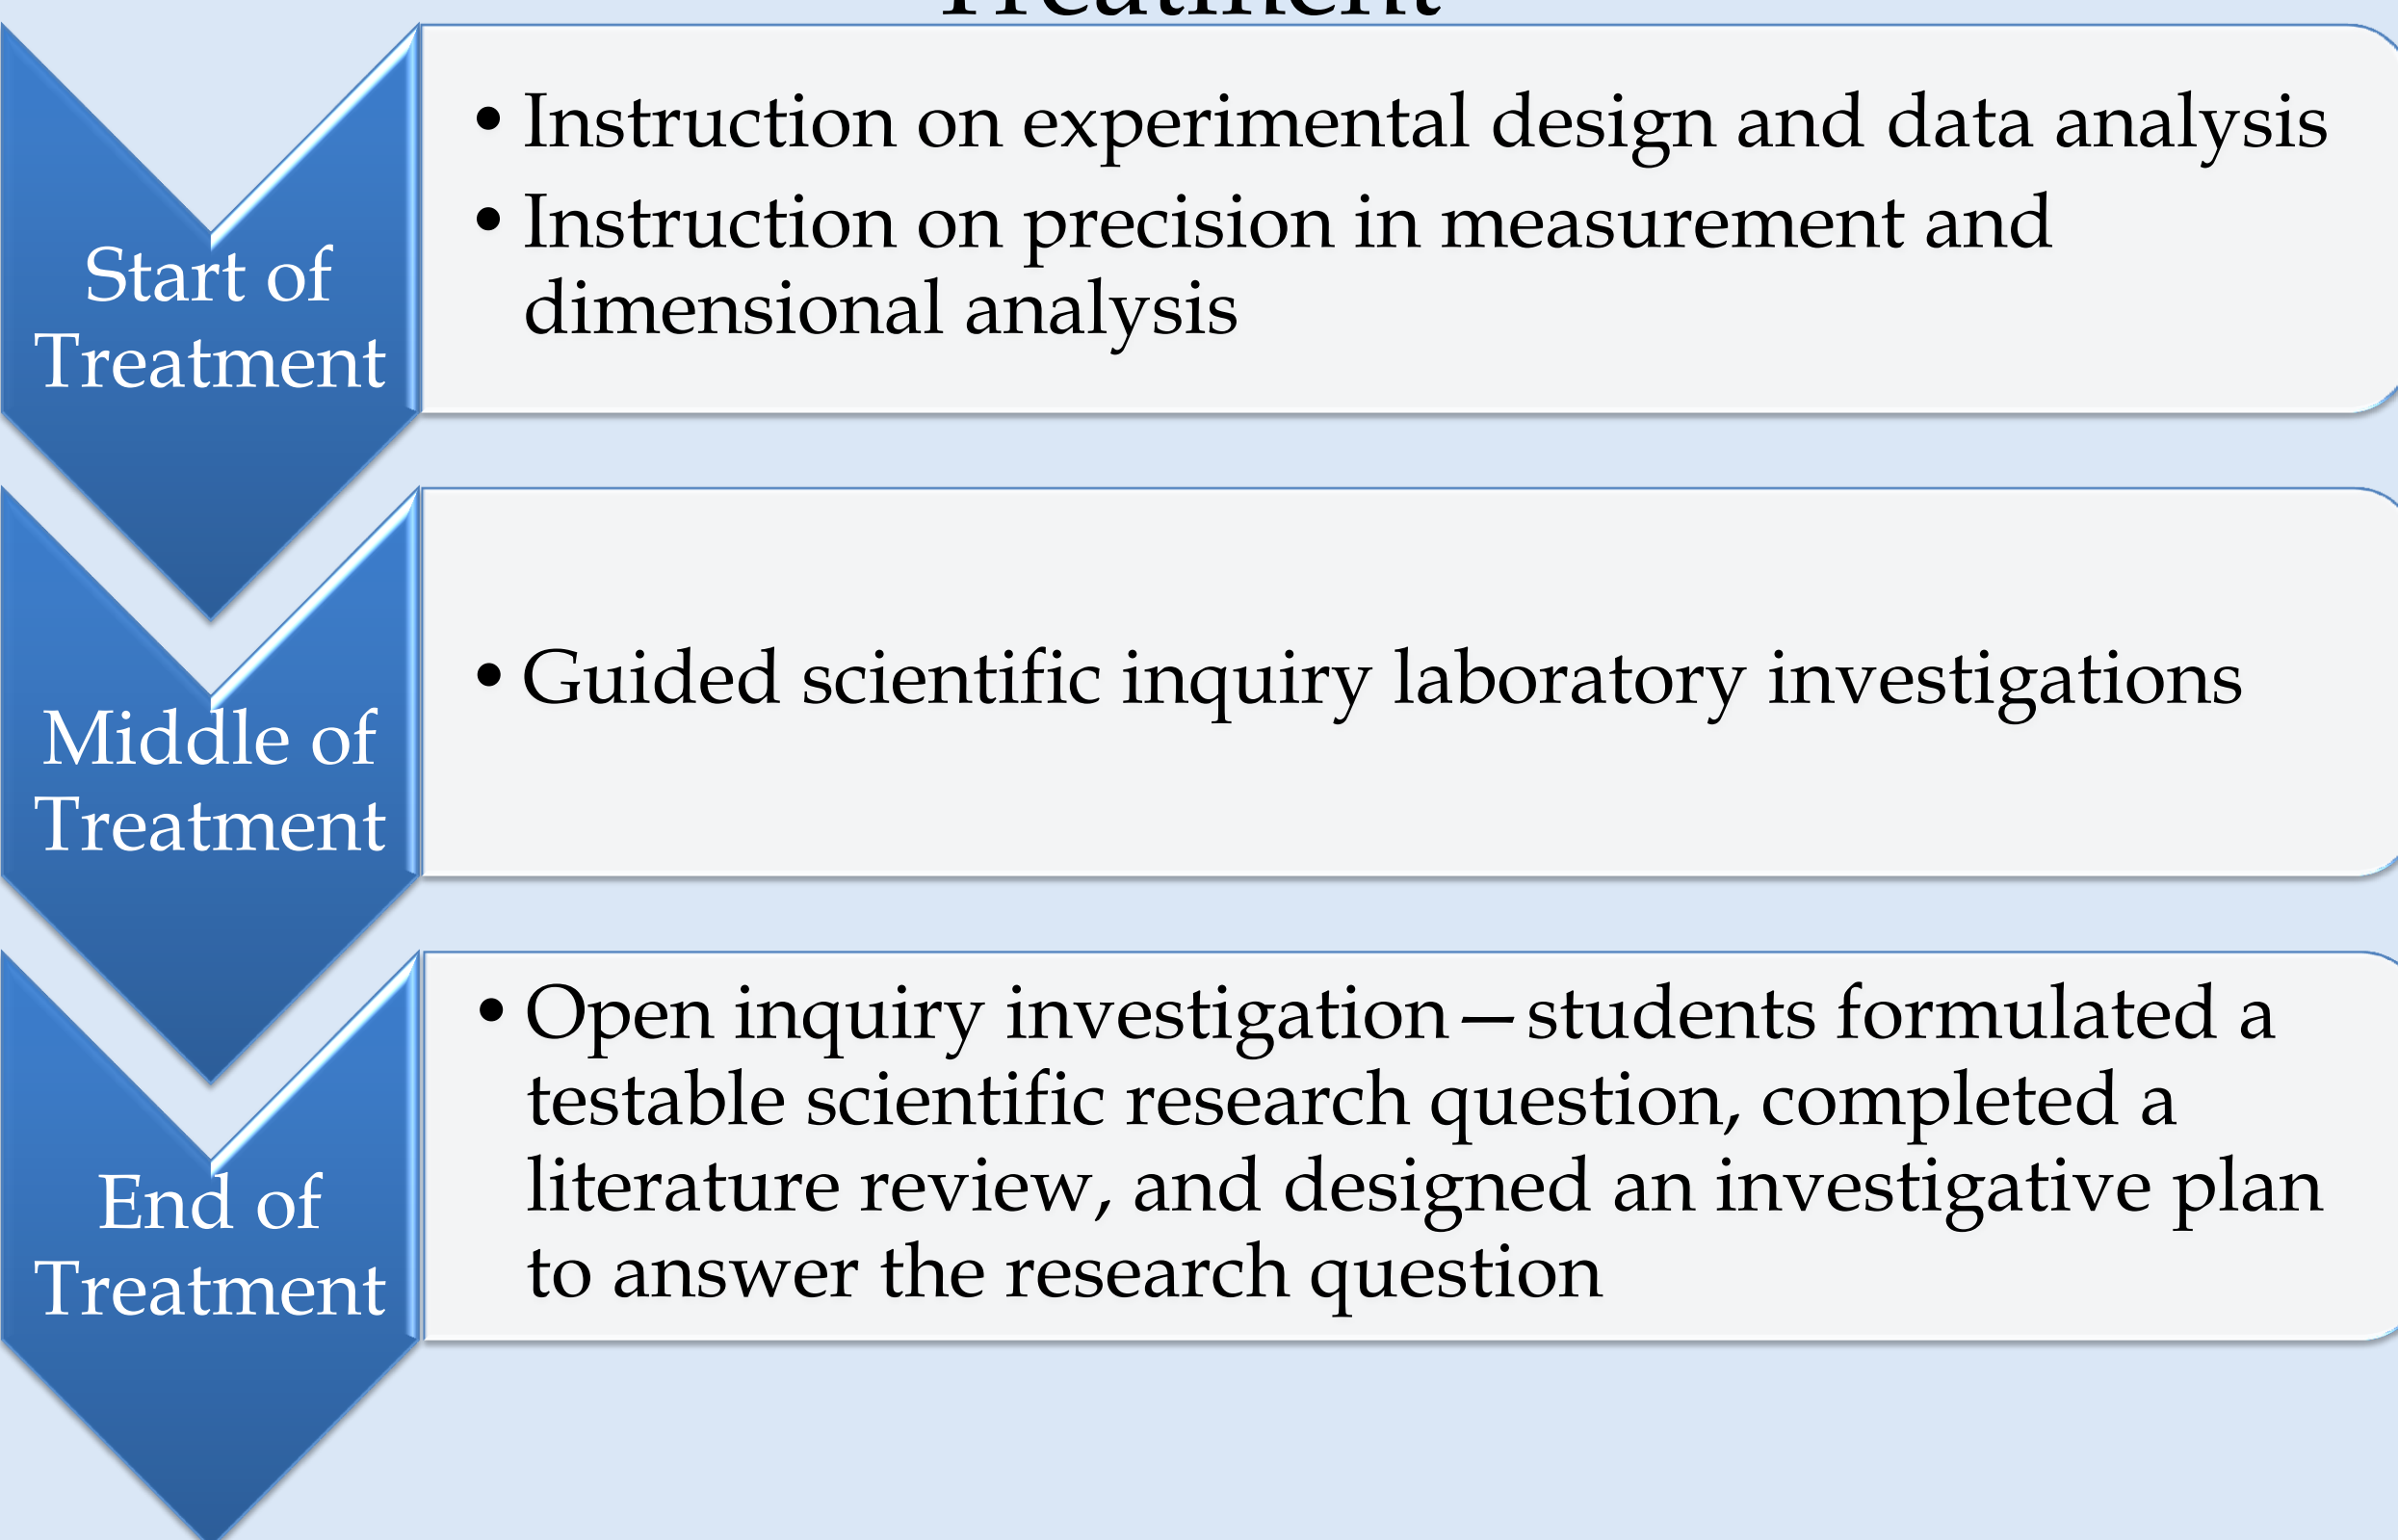 Treatment
Start of
Treatment
• Instruction on experimental design and data analysis
• Instruction on precision in measurement and
dimensional analysis
Middle of
Treatment
• Guided scientific inquiry laboratory investigations
End of
Treatment
• Open inquiry investigation—students formulated a
testable scientific research question, completed a
literature review, and designed an investigative plan
to answer the research question